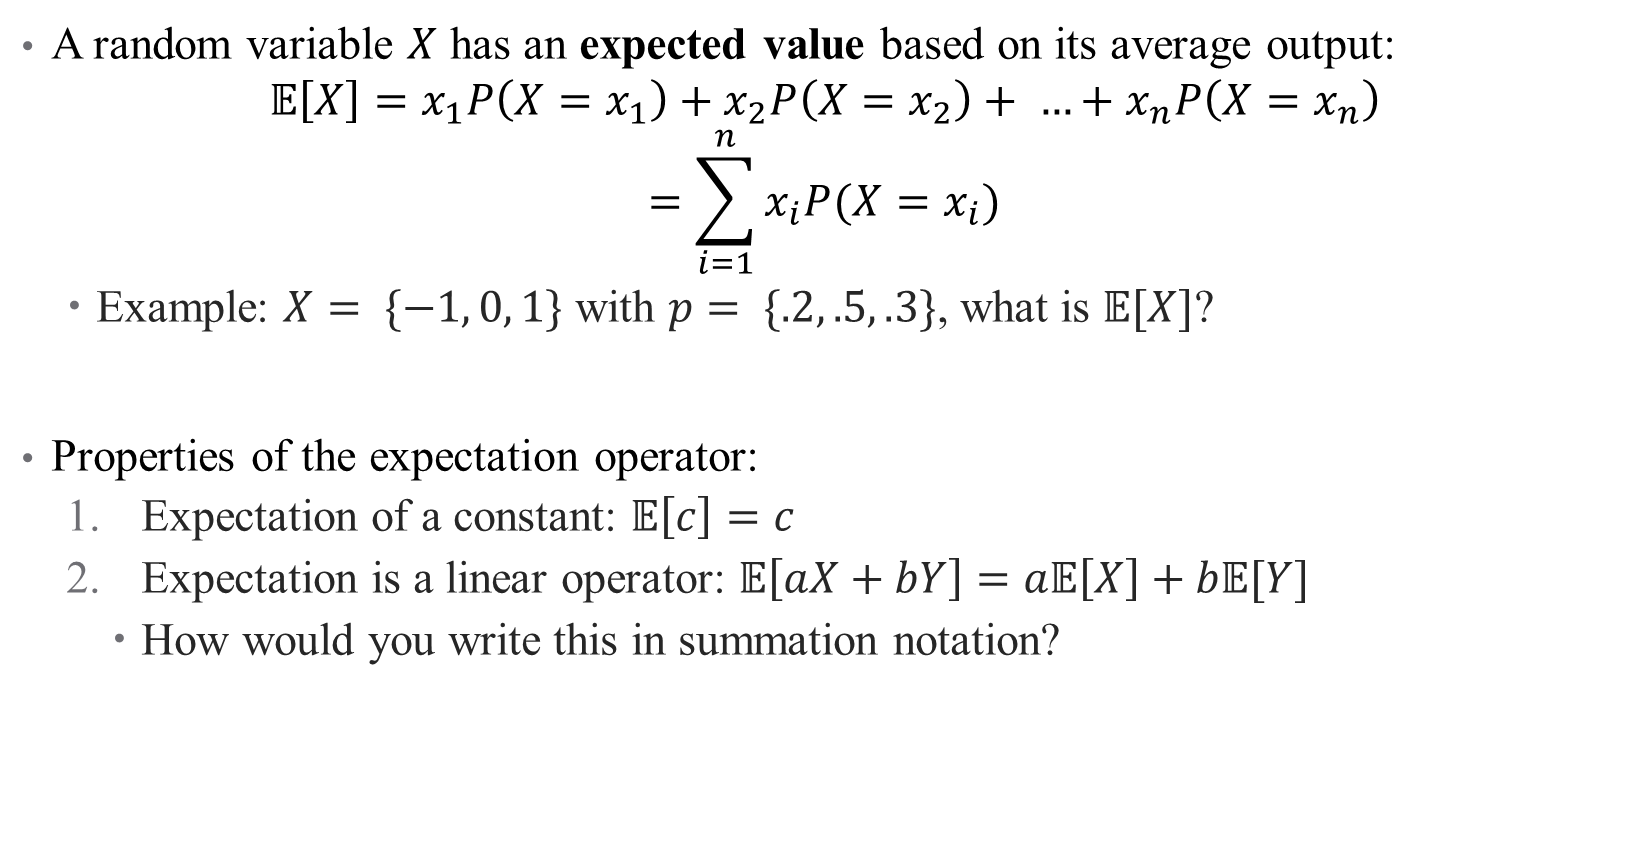 • A random variable 𝑋 has an expected value based on its average output:
𝔼[𝑋] = 𝑥₁𝑃(𝑋 = 𝑥₁) + 𝑥₂𝑃(𝑋 = 𝑥₂) + … + 𝑥ₙ𝑃(𝑋 = 𝑥ₙ)
n
= ∑ 𝑥ᵢ𝑃(𝑋 = 𝑥ᵢ)
i=1
• Example: 𝑋 = {−1, 0, 1} with 𝑝 = {.2, .5, .3}, what is 𝔼[𝑋]?
• Properties of the expectation operator:
1. Expectation of a constant: 𝔼[𝑐] = 𝑐
2. Expectation is a linear operator: 𝔼[𝑎𝑋 + 𝑏𝑌] = 𝑎𝔼[𝑋] + 𝑏𝔼[𝑌]
• How would you write this in summation notation?